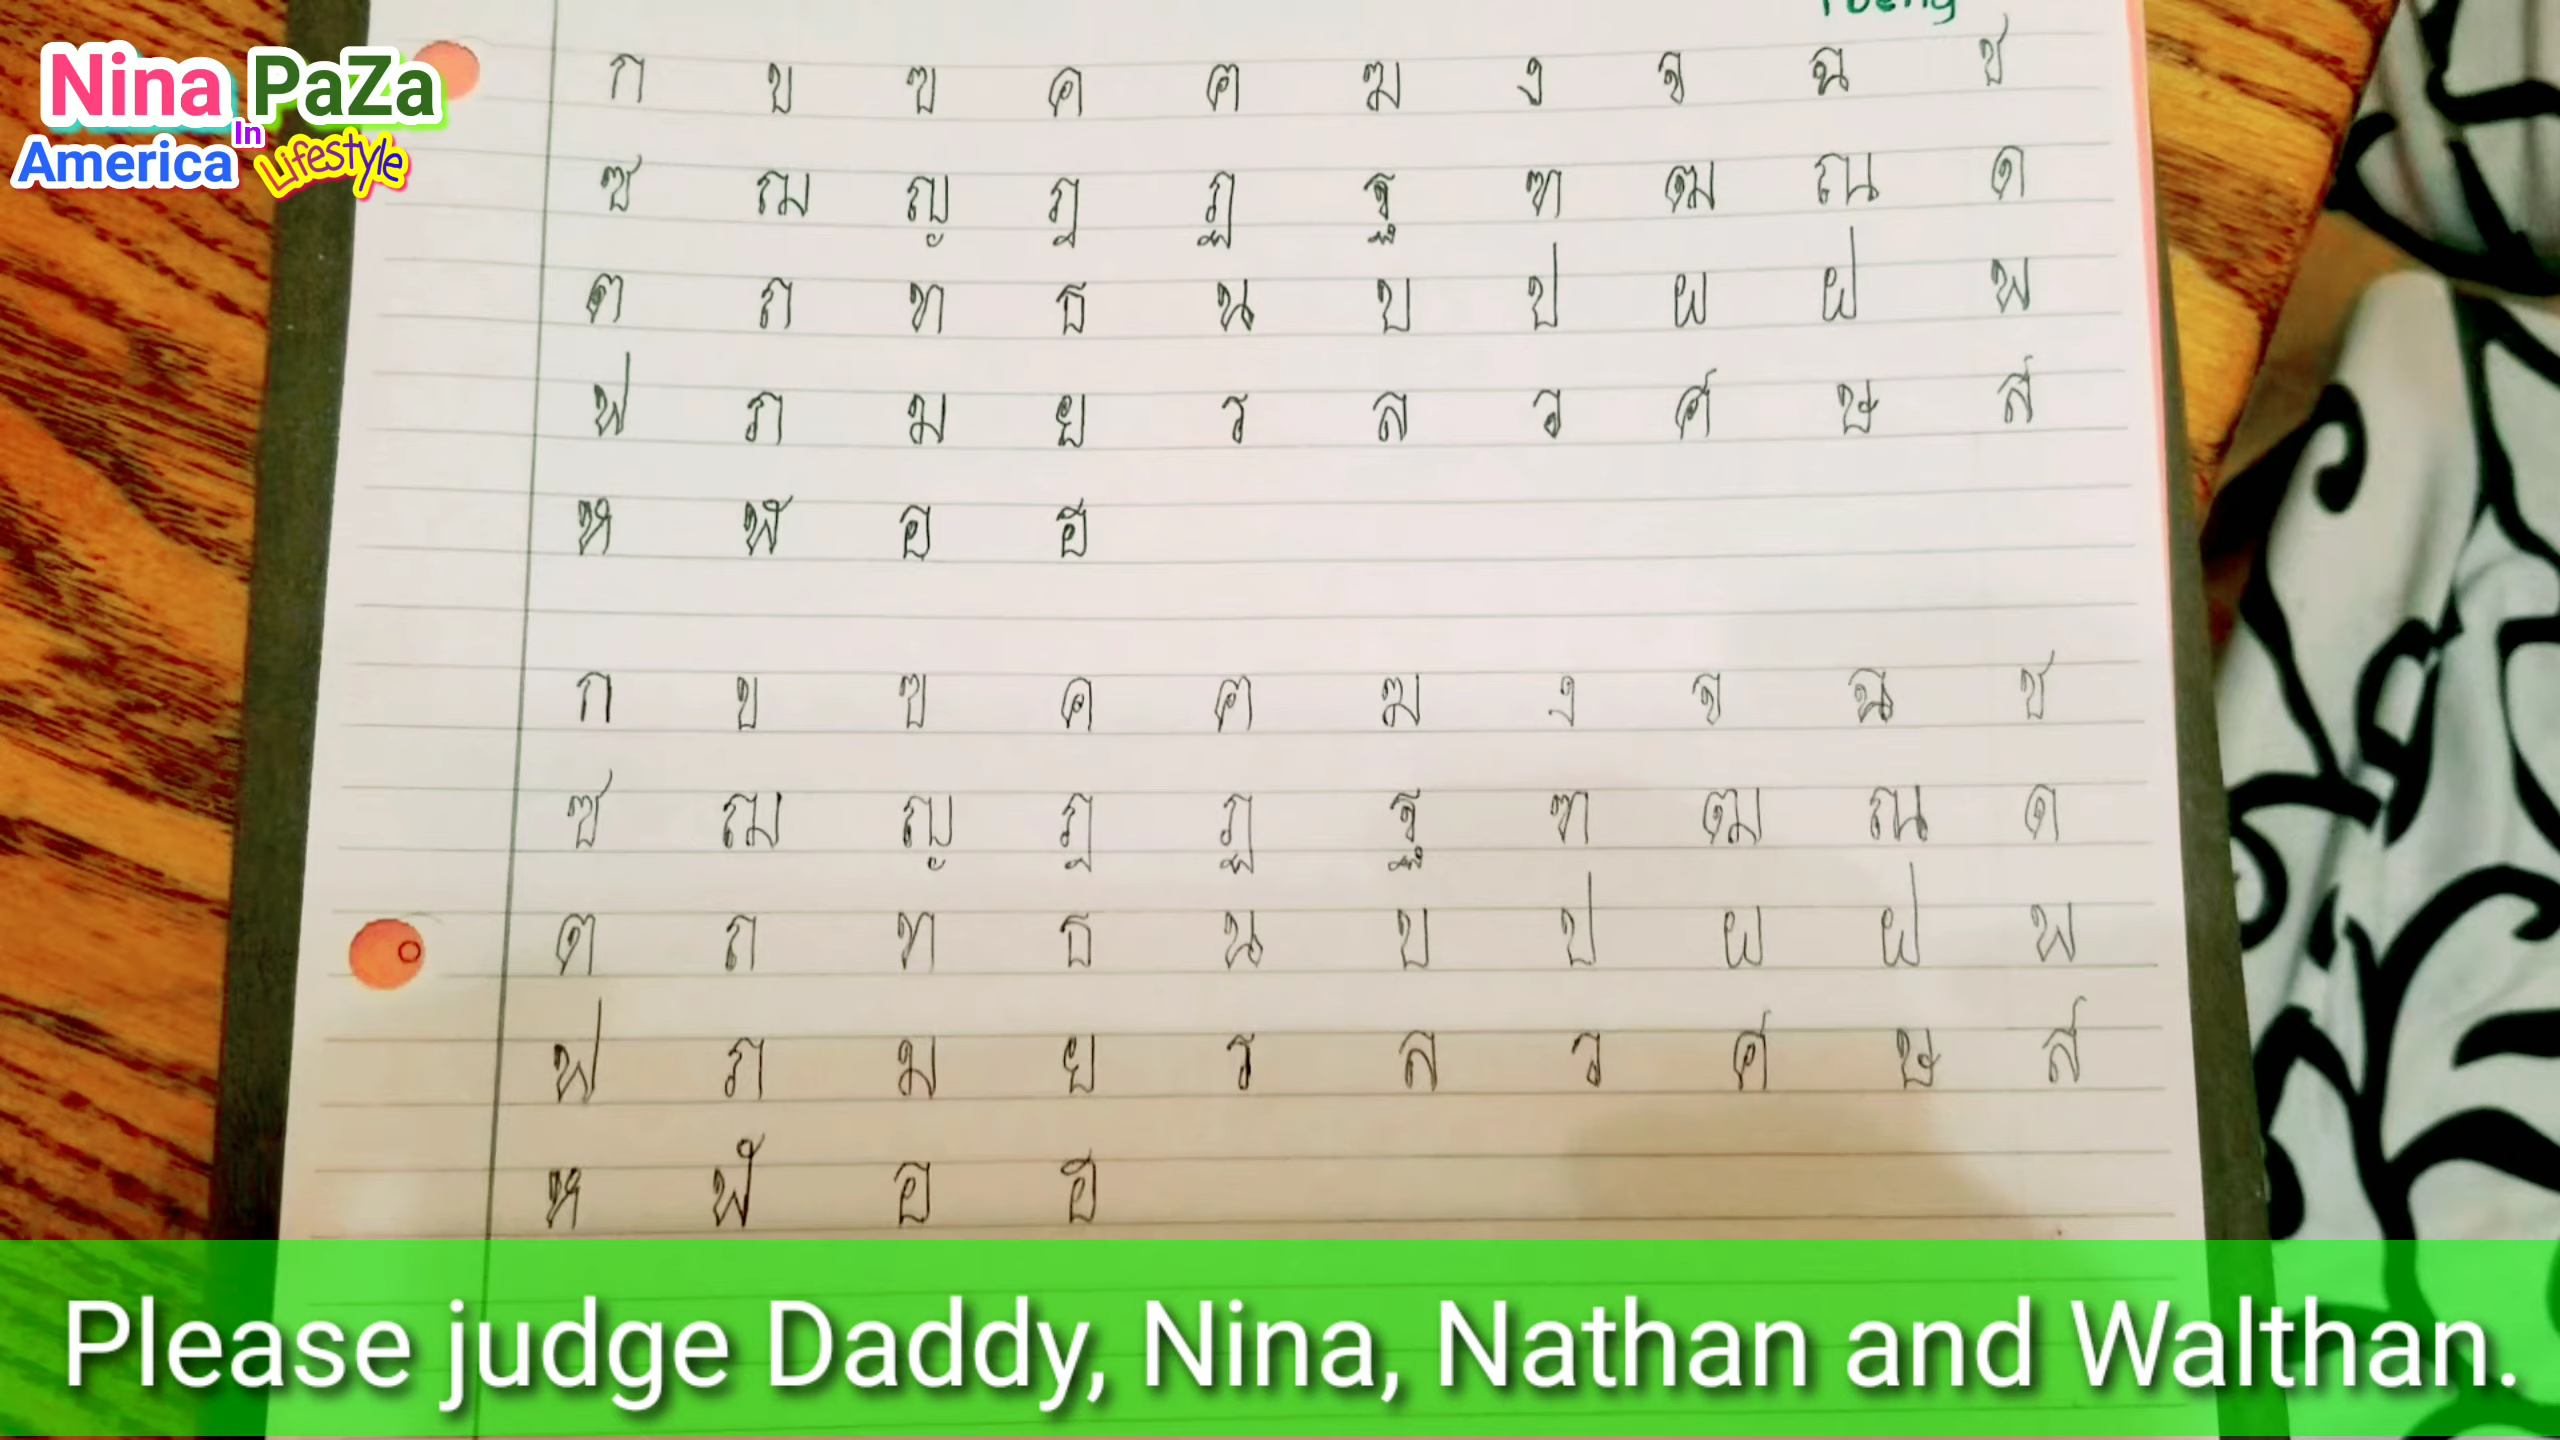 Nina PaZa
In
America Lifestyle
ก ข ฃ ค ฅ ฆ ง จ ฉ ช
ซ ฌ ญ ฎ ฏ ฐ ฑ ฒ ณ ด
ต ถ ท ธ น บ ป ผ ฝ พ
ฟ ภ ม ย ร ล ว ศ ษ ส
ห ฬ อ ฮ
ก ข ฃ ค ฅ ฆ ง จ ฉ ช
ซ ฌ ญ ฎ ฏ ฐ ฑ ฒ ณ ด
ต ถ ท ธ น บ ป ผ ฝ พ
ฟ ภ ม ย ร ล ว ศ ษ ส
ห ฬ อ ฮ
Please judge Daddy, Nina, Nathan and Walthan.